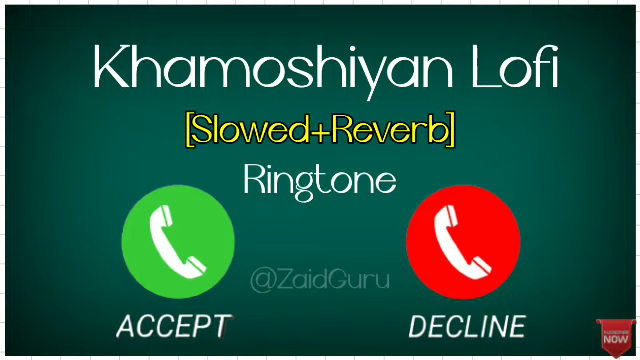 Khamoshiyan Lofi
[Slowed+Reverb]
Ringtone
@ZaidGuru
ACCEPT
DECLINE
NOW